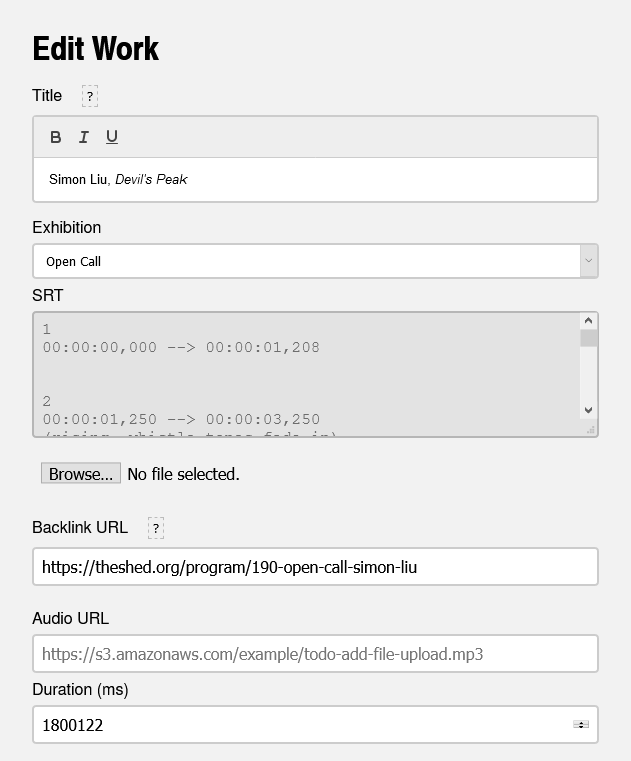 Edit Work
Title ?
B I U
Simon Liu, Devil's Peak
Exhibition
Open Call
SRT
1
00:00:00,000 --> 00:00:01,208
2
00:00:01,250 --> 00:00:03,250
Browse... No file selected.
Backlink URL ?
https://theshed.org/program/190-open-call-simon-liu
Audio URL
https://s3.amazonaws.com/example/todo-add-file-upload.mp3
Duration (ms)
1800122